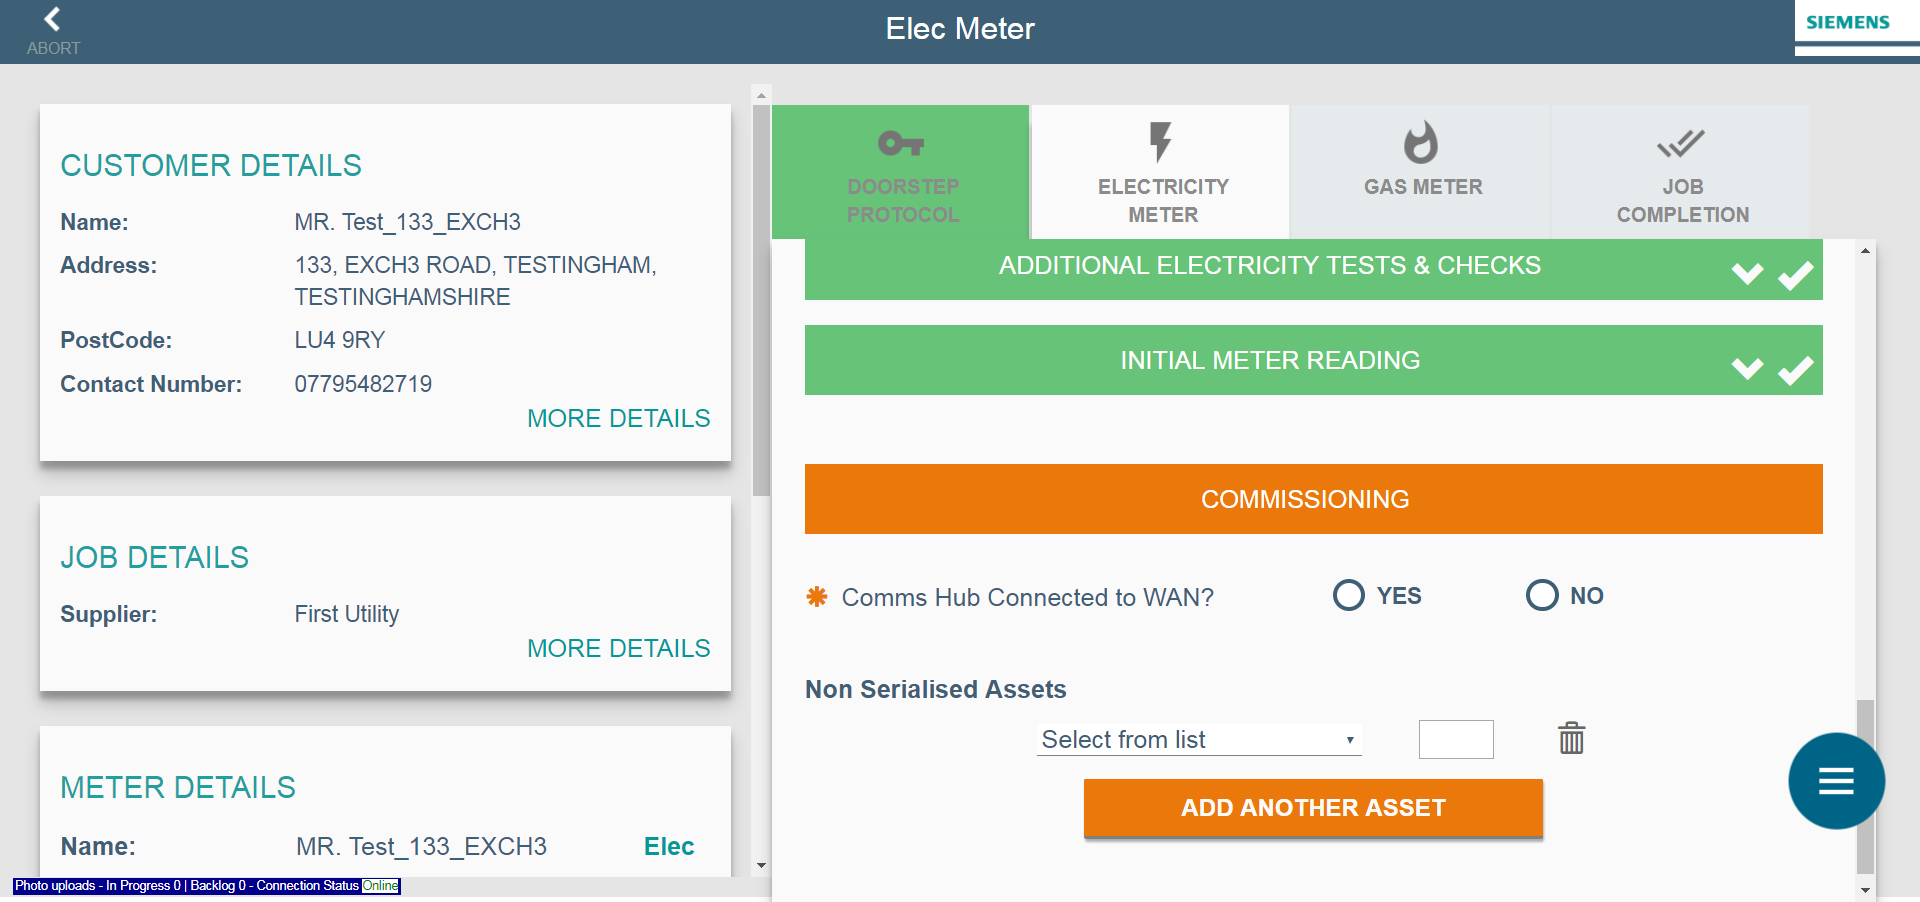 ABORT
Elec Meter
SIEMENS
CUSTOMER DETAILS
Name: MR. Test_133_EXCH3
Address: 133, EXCH3 ROAD, TESTINGHAM,
TESTINGHAMSHIRE
PostCode: LU4 9RY
Contact Number: 07795482719
MORE DETAILS
JOB DETAILS
Supplier: First Utility
MORE DETAILS
METER DETAILS
Name: MR. Test_133_EXCH3 Elec
Photo uploads - In Progress 0 | Backlog 0 - Connection Status Online
DOORSTEP
PROTOCOL
ELECTRICITY
METER
GAS METER
JOB
COMPLETION
ADDITIONAL ELECTRICITY TESTS & CHECKS
INITIAL METER READING
COMMISSIONING
Comms Hub Connected to WAN? YES NO
Non Serialised Assets
Select from list
ADD ANOTHER ASSET